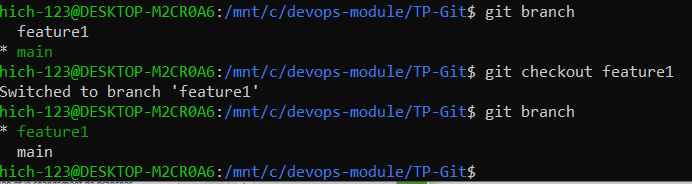 hich-123@DESKTOP-M2CR0A6:/mnt/c/devops-module/TP-Git$ git branch
  feature1
* main
hich-123@DESKTOP-M2CR0A6:/mnt/c/devops-module/TP-Git$ git checkout feature1
Switched to branch 'feature1'
hich-123@DESKTOP-M2CR0A6:/mnt/c/devops-module/TP-Git$ git branch
* feature1
  main
hich-123@DESKTOP-M2CR0A6:/mnt/c/devops-module/TP-Git$